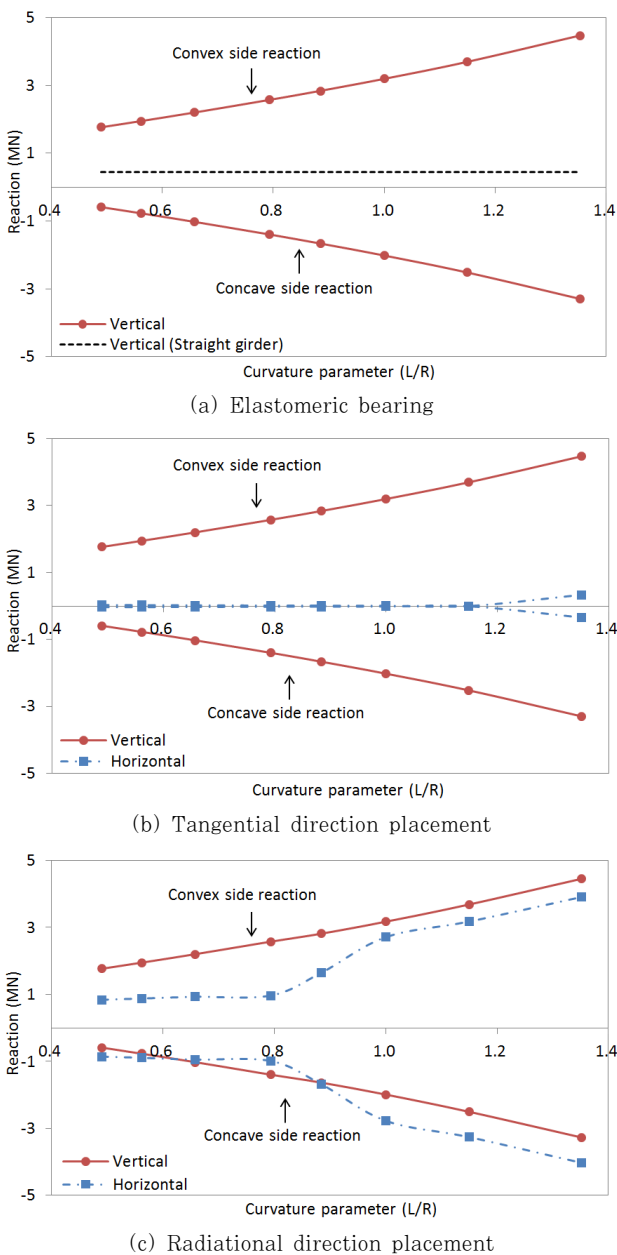 5
Convex side reaction
3
1
0.4 0.6 0.8 1.0 1.2 1.4
-1
Reaction (MN)
Concave side reaction
-3
Vertical
Vertical (Straight girder)
-5
Curvature parameter (L/R)
(a) Elastomeric bearing
5
Convex side reaction
3
1
0.4 0.6 0.8 1.0 1.2 1.4
-1
Reaction (MN)
Concave side reaction
-3
Vertical
Horizontal
-5
Curvature parameter (L/R)
(b) Tangential direction placement
5
Convex side reaction
3
1
0.4 0.6 0.8 1.0 1.2 1.4
-1
Reaction (MN)
Concave side reaction
-3
Vertical
Horizontal
-5
Curvature parameter (L/R)
(c) Radiational direction placement